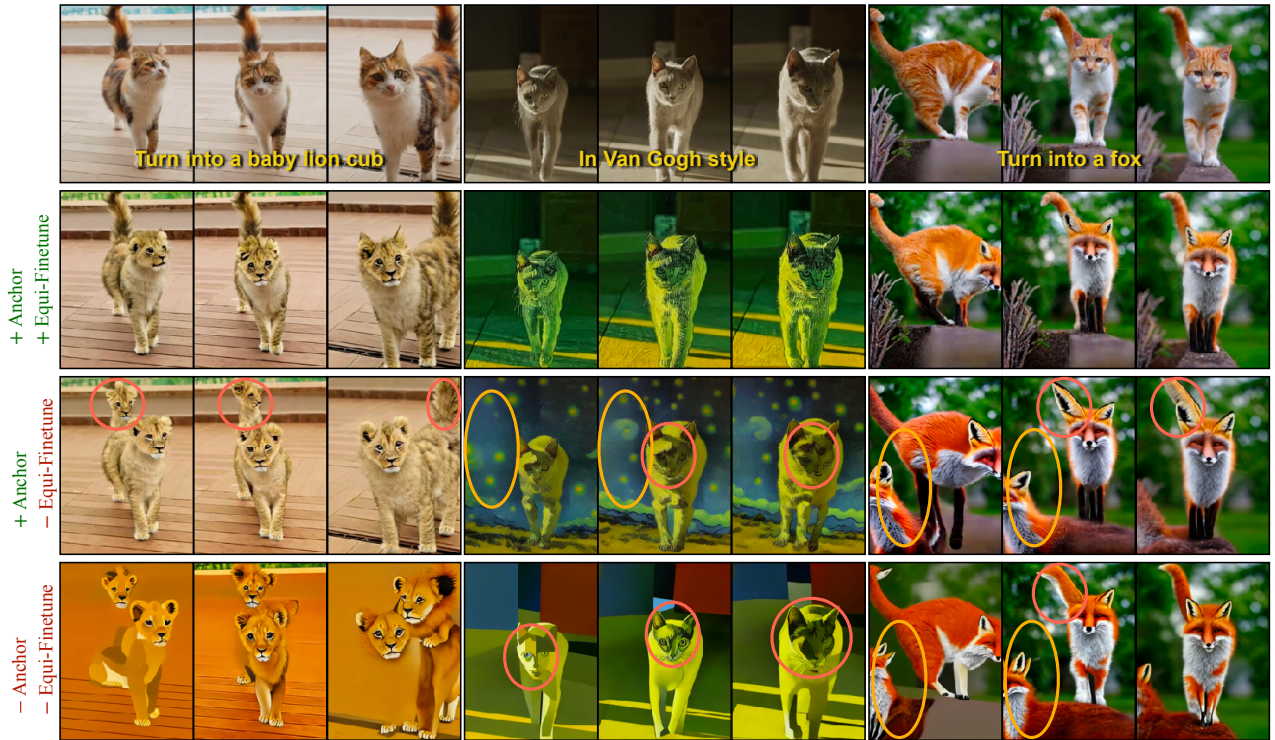 Turn into a baby lion cub
In Van Gogh style
Turn into a fox
+ Anchor
+ Equi-Finetune
+ Anchor
− Equi-Finetune
− Anchor
− Equi-Finetune